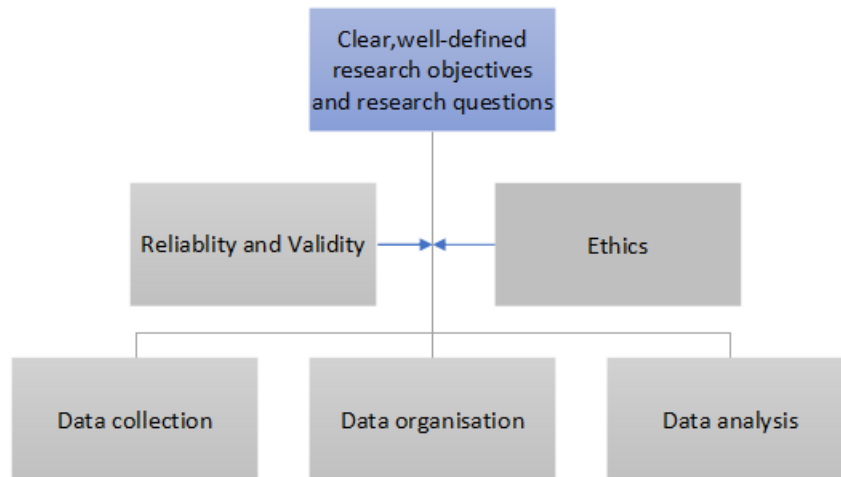 Clear,well-defined
research objectives
and research questions
Reliablity and Validity
Ethics
Data collection
Data organisation
Data analysis